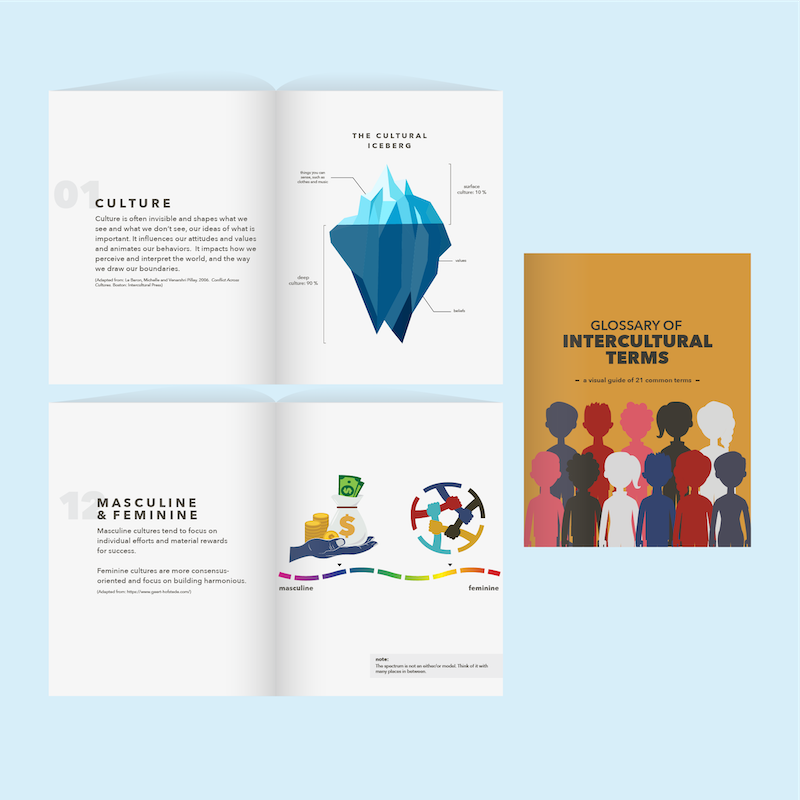 01
CULTURE
Culture is often invisible and shapes what we
see and what we don't see, our ideas of what is
important. It influences our attitudes and values
and animates our behaviors. It impacts how we
perceive and interpret the world, and the way
we draw our boundaries.
(Adapted from: Le Baron, Michelle and Venashri Pillay. 2006. Conflict Across
Cultures. Boston: Intercultural Press)
THE CULTURAL
ICEBERG
things you can
sense, such as
clothes and music
surface
culture: 10 %
values
deep
culture: 90 %
beliefs
12
MASCULINE
& FEMININE
Masculine cultures tend to focus on
individual efforts and material rewards
for success.
Feminine cultures are more consensus-
oriented and focus on building harmonious.
(Adapted from: https://www.geert-hofstede.com/)
$
$
masculine
feminine
note:
The spectrum is not an either/or model. Think of it with
many places in between.
GLOSSARY OF
INTERCULTURAL
TERMS
– a visual guide of 21 common terms –